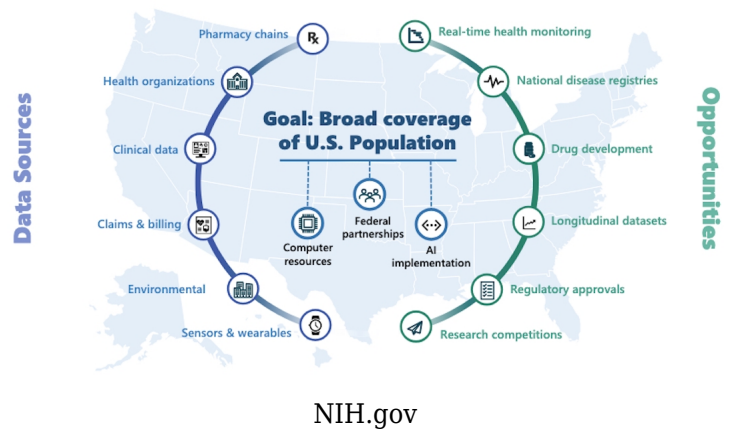 Data Sources
Pharmacy chains
Rx
Health organizations
Clinical data
Claims & billing
Environmental
Sensors & wearables
Goal: Broad coverage
of U.S. Population
Computer
resources
Federal
partnerships
AI
implementation
Real-time health monitoring
National disease registries
Drug development
Longitudinal datasets
Regulatory approvals
Research competitions
Opportunities
NIH.gov